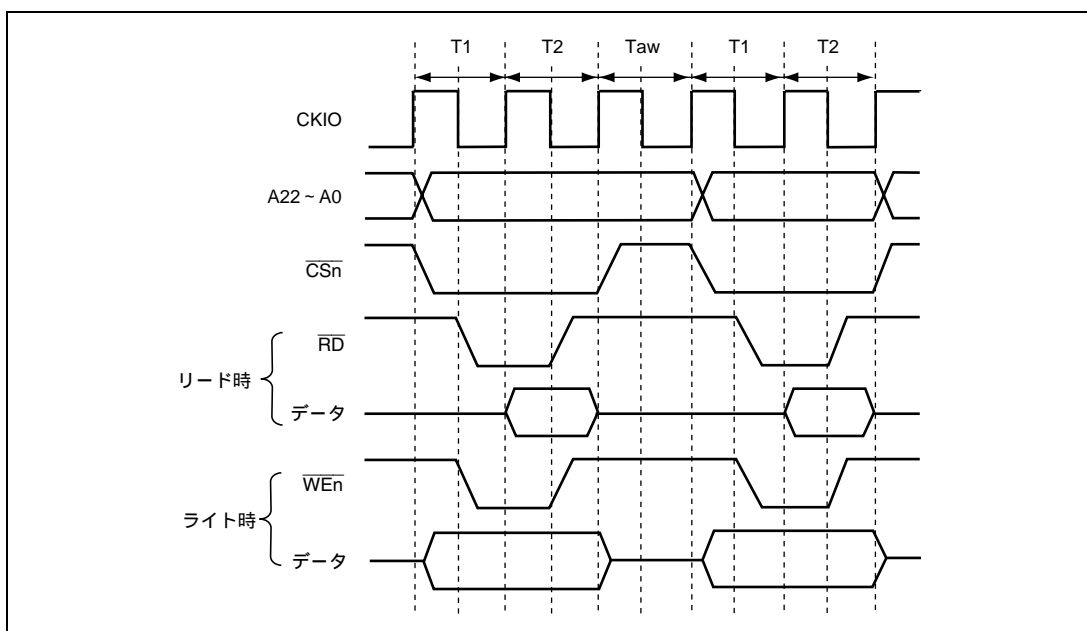 T1 T2 Taw T1 T2
CKIO
A22 ~ A0
CSn
RD
リード時
データ
WEn
ライト時
データ